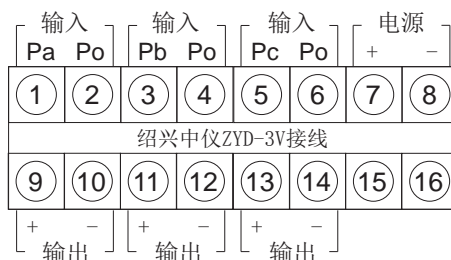 输入 输入 输入 电源
Pa Po Pb Po Pc Po + −
1 2 3 4 5 6 7 8
绍兴中仪ZYD-3V接线
9 10 11 12 13 14 15 16
+ − + − + −
输出 输出 输出